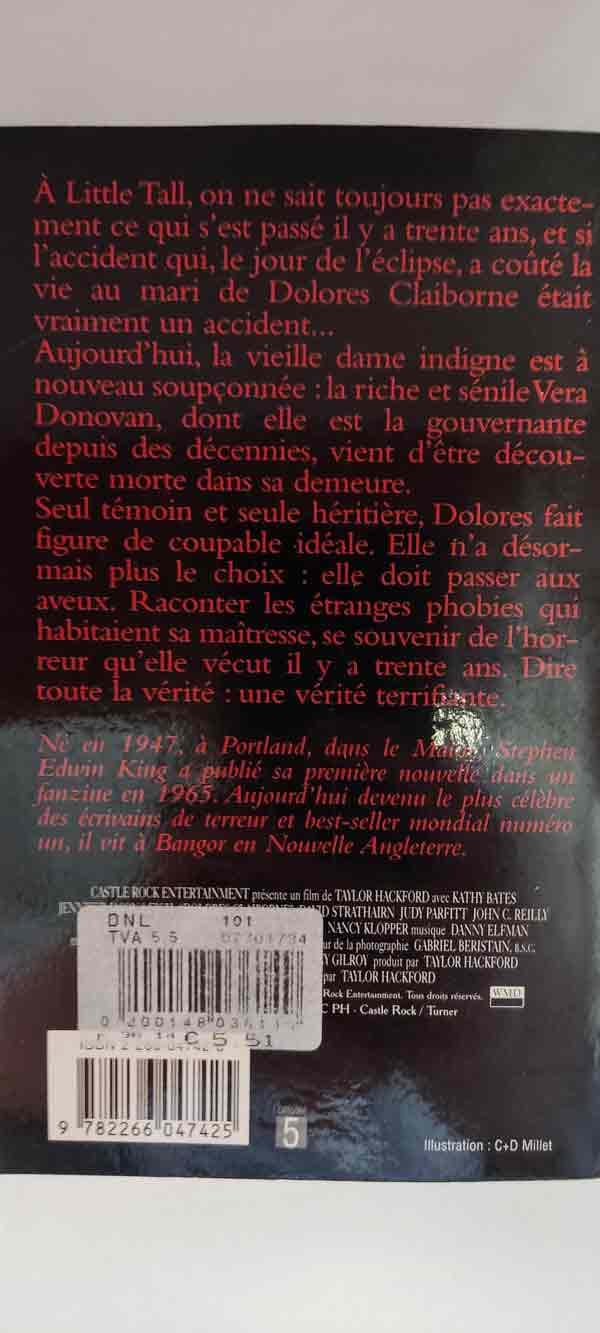 À Little Tall, on ne sait toujours pas exacte-
ment ce qui s'est passé il y a trente ans, et si
l'accident qui, le jour de l'éclipse, a coûté la
vie au mari de Dolores Claiborne était
vraiment un accident...
Aujourd'hui, la vieille dame indigne est à
nouveau soupçonnée : la riche et sénile Vera
Donovan, dont elle est la gouvernante
depuis des décennies, vient d'être décou-
verte morte dans sa demeure.
Seul témoin et seule héritière, Dolores fait
figure de coupable idéale. Elle n'a désor-
mais plus le choix : elle doit passer aux
aveux. Raconter les étranges phobies qui
habitaient sa maîtresse, se souvenir de l'hor-
reur qu'elle vécut il y a trente ans. Dire
toute la vérité : une vérité terrifiante.
Né en 1947, à Portland, dans le Stephen
Edwin King a publié sa première nouvelle dans un
fanzine en 1965. Aujourd'hui devenu le plus célèbre
des écrivains de terreur et best-seller mondial numéro
un, il vit à Bangor en Nouvelle Angleterre.
CASTLE ROCK ENTERTAINMENT présente un film de TAYLOR HACKFORD avec KATHY BATES
DAVID STRATHAIRN JUDY PARFITT JOHN C. REILLY
NANCY KLOPPER musique DANNY ELFMAN
de la photographie GABRIEL BERISTAIN, B.S.C.
GILROY produit par TAYLOR HACKFORD
par TAYLOR HACKFORD
Rock Entertainment. Tous droits réservés.
PH - Castle Rock / Turner
WMD
DNL 101
TVA 5.5
€ 5.51
9 782266 047425
5
Illustration : C+D Millet